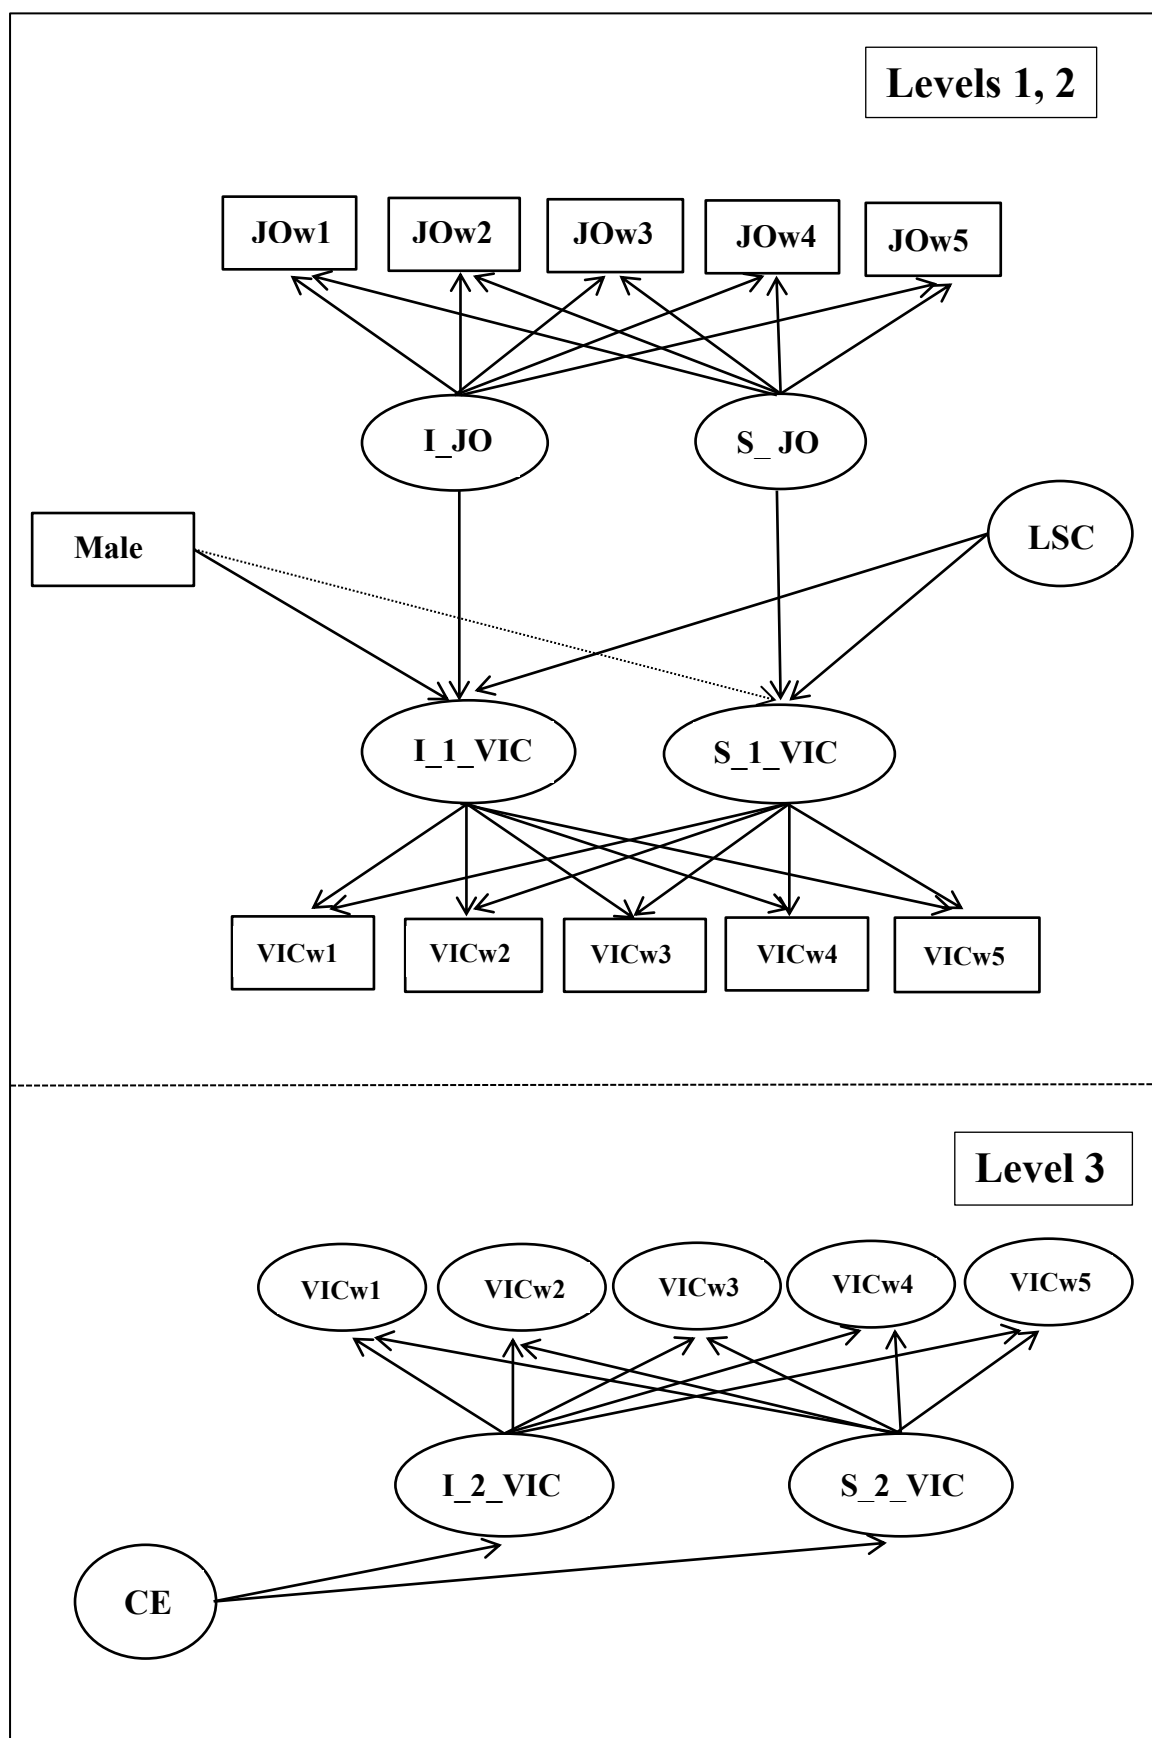 Levels 1, 2
JOw1 JOw2 JOw3 JOw4 JOw5
I_JO S_ JO
Male LSC
I_1_VIC S_1_VIC
VICw1 VICw2 VICw3 VICw4 VICw5
Level 3
VICw1 VICw2 VICw3 VICw4 VICw5
I_2_VIC S_2_VIC
CE